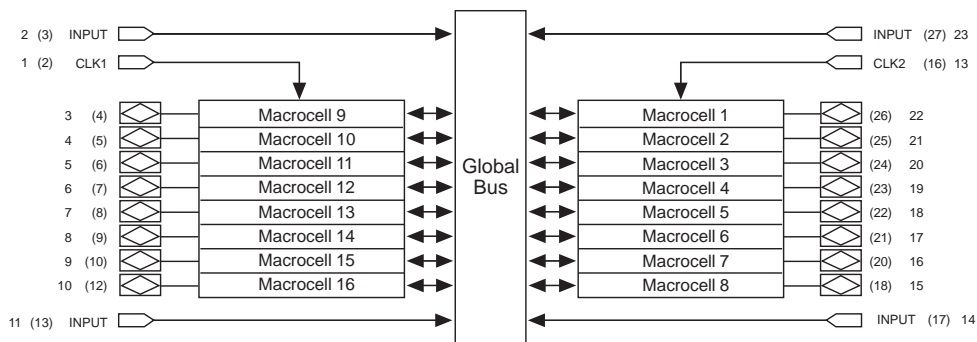 2 (3) INPUT INPUT (27) 23
1 (2) CLK1 CLK2 (16) 13
3 (4) Macrocell 9 Macrocell 1 (26) 22
4 (5) Macrocell 10 Macrocell 2 (25) 21
5 (6) Macrocell 11 Macrocell 3 (24) 20
Global
Bus
6 (7) Macrocell 12 Macrocell 4 (23) 19
7 (8) Macrocell 13 Macrocell 5 (22) 18
8 (9) Macrocell 14 Macrocell 6 (21) 17
9 (10) Macrocell 15 Macrocell 7 (20) 16
10 (12) Macrocell 16 Macrocell 8 (18) 15
11 (13) INPUT INPUT (17) 14